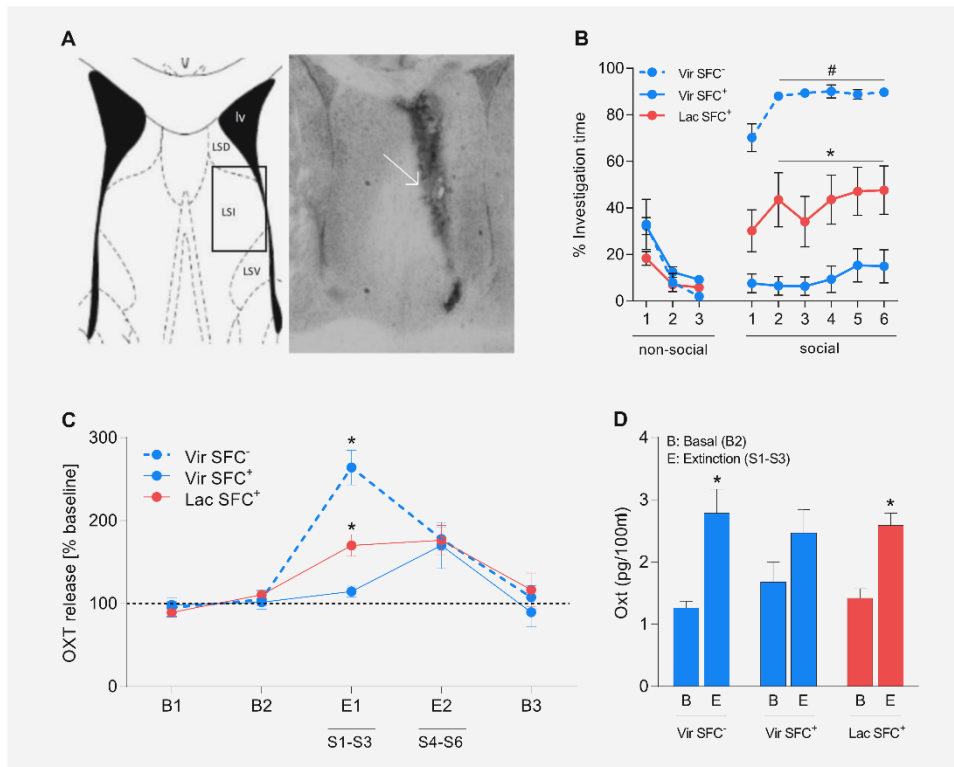 A
lv
LSD
LSI
LSV
B
100
80
60
40
20
0
% Investigation time
Vir SFC⁻
Vir SFC⁺
Lac SFC⁺
#
*
1 2 3 1 2 3 4 5 6
non-social social
C
300
200
100
0
OXT release [% baseline]
Vir SFC⁻
Vir SFC⁺
Lac SFC⁺
*
*
B1 B2 E1 E2 B3
S1-S3 S4-S6
D
4
3
2
1
0
Oxt (pg/100ml)
B: Basal (B2)
E: Extinction (S1-S3)
* *
B E B E B E
Vir SFC⁻ Vir SFC⁺ Lac SFC⁺